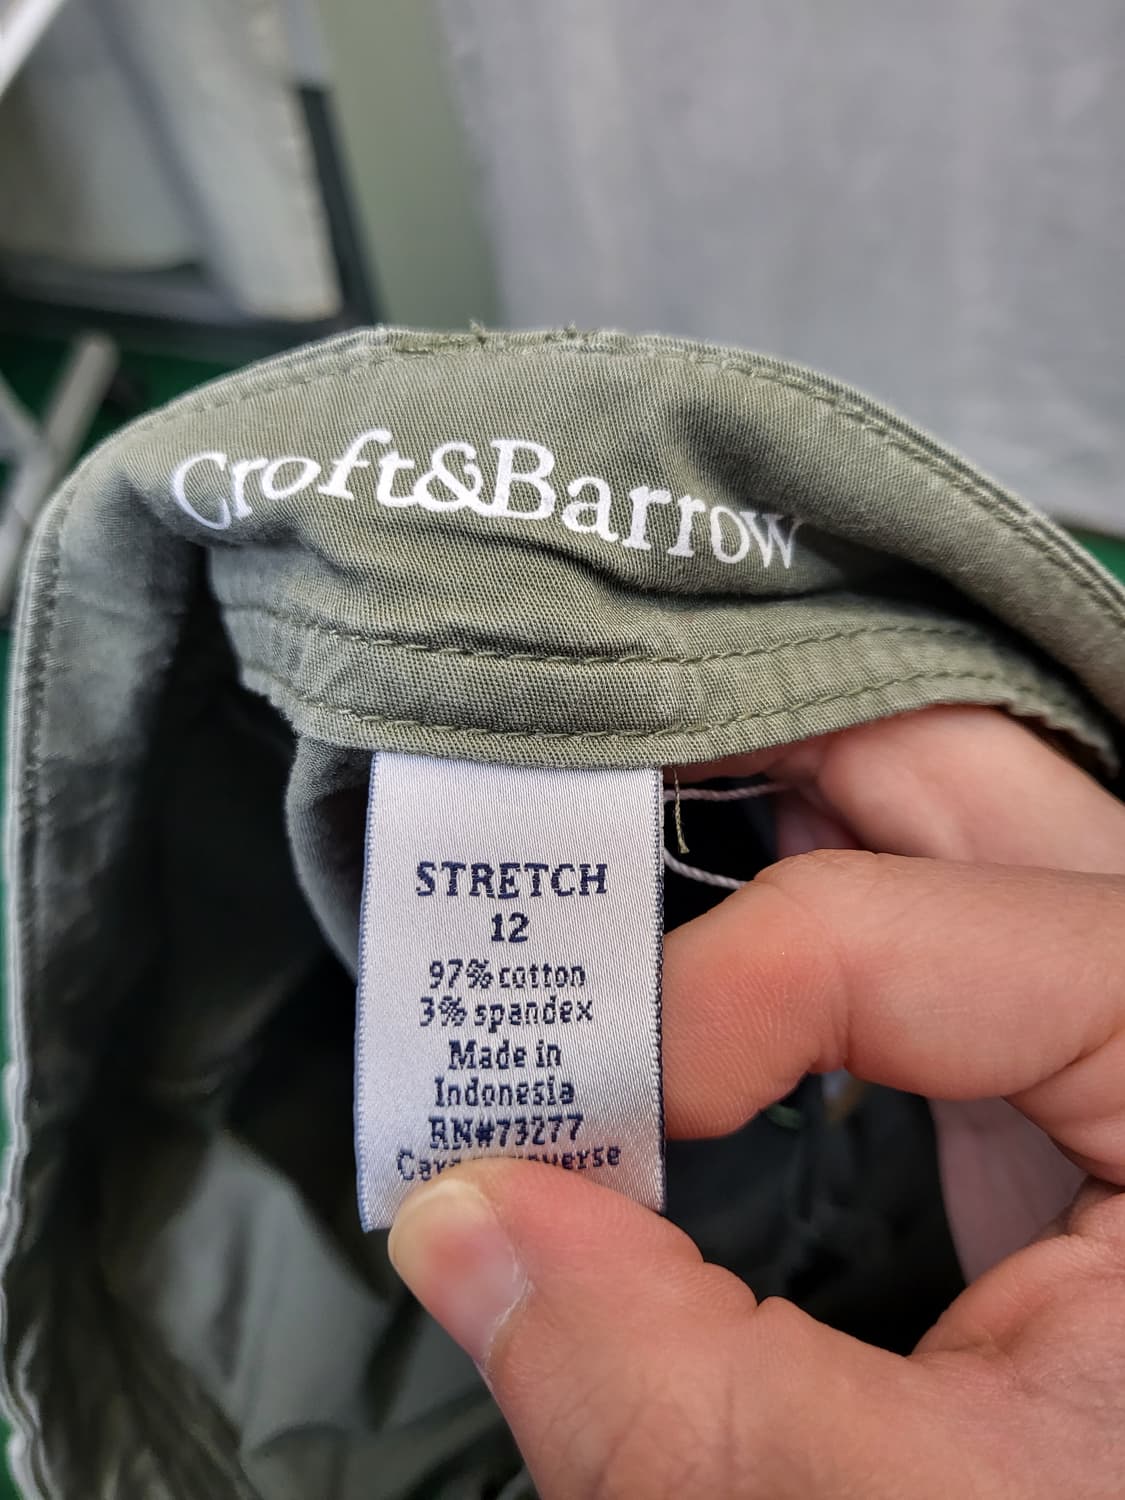 Croft&Barrow
STRETCH
12
97% cotton
3% spandex
Made in
Indonesia
RN#73277